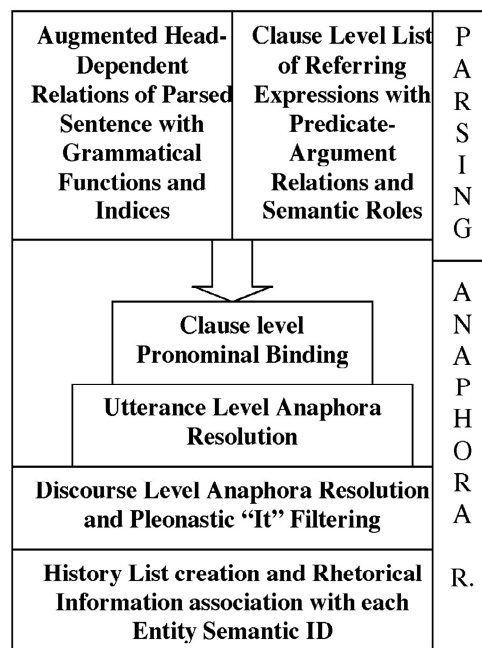 Augmented Head-
Dependent
Relations of Parsed
Sentence with
Grammatical
Functions and
Indices
Clause Level List
of Referring
Expressions with
Predicate-
Argument
Relations and
Semantic Roles
P
A
R
S
I
N
G
Clause level
Pronominal Binding
Utterance Level Anaphora
Resolution
Discourse Level Anaphora Resolution
and Pleonastic “It” Filtering
History List creation and Rhetorical
Information association with each
Entity Semantic ID
A
N
A
P
H
O
R
A
R.